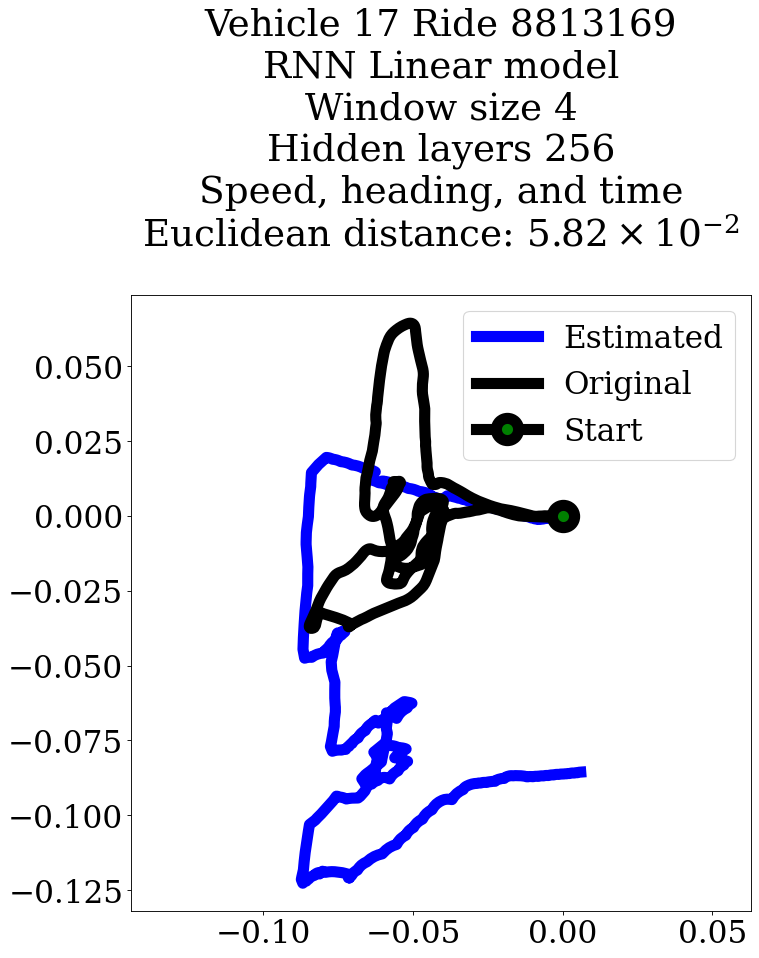 Vehicle 17 Ride 8813169
RNN Linear model
Window size 4
Hidden layers 256
Speed, heading, and time
Euclidean distance: 5.82 × 10⁻²
Estimated
Original
Start
0.050
0.025
0.000
−0.025
−0.050
−0.075
−0.100
−0.125
−0.10 −0.05 0.00 0.05